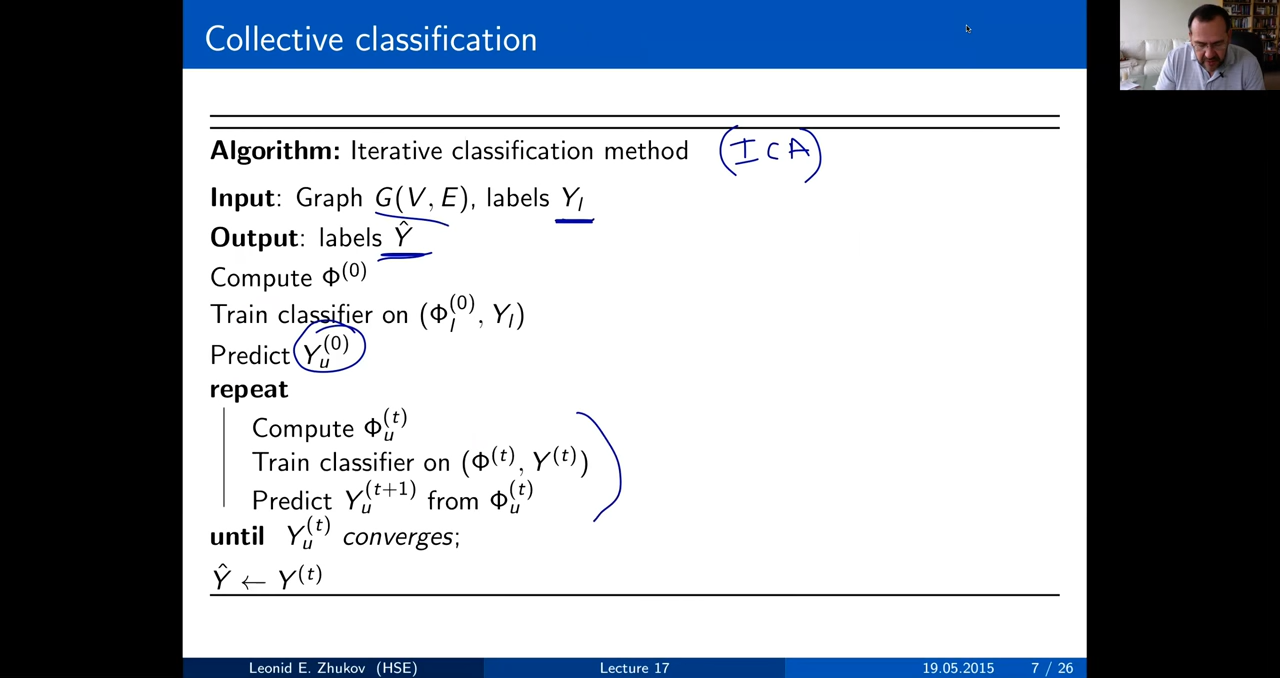 Collective classification
Algorithm: Iterative classification method (ICA)
Input: Graph G(V, E), labels Y_l
Output: labels Ŷ
Compute Φ^(0)
Train classifier on (Φ_l^(0), Y_l)
Predict Y_u^(0)
repeat
Compute Φ_u^(t)
Train classifier on (Φ^(t), Y^(t))
Predict Y_u^(t+1) from Φ_u^(t)
until Y_u^(t) converges;
Ŷ ← Y^(t)
Leonid E. Zhukov (HSE) Lecture 17 19.05.2015 7 / 26